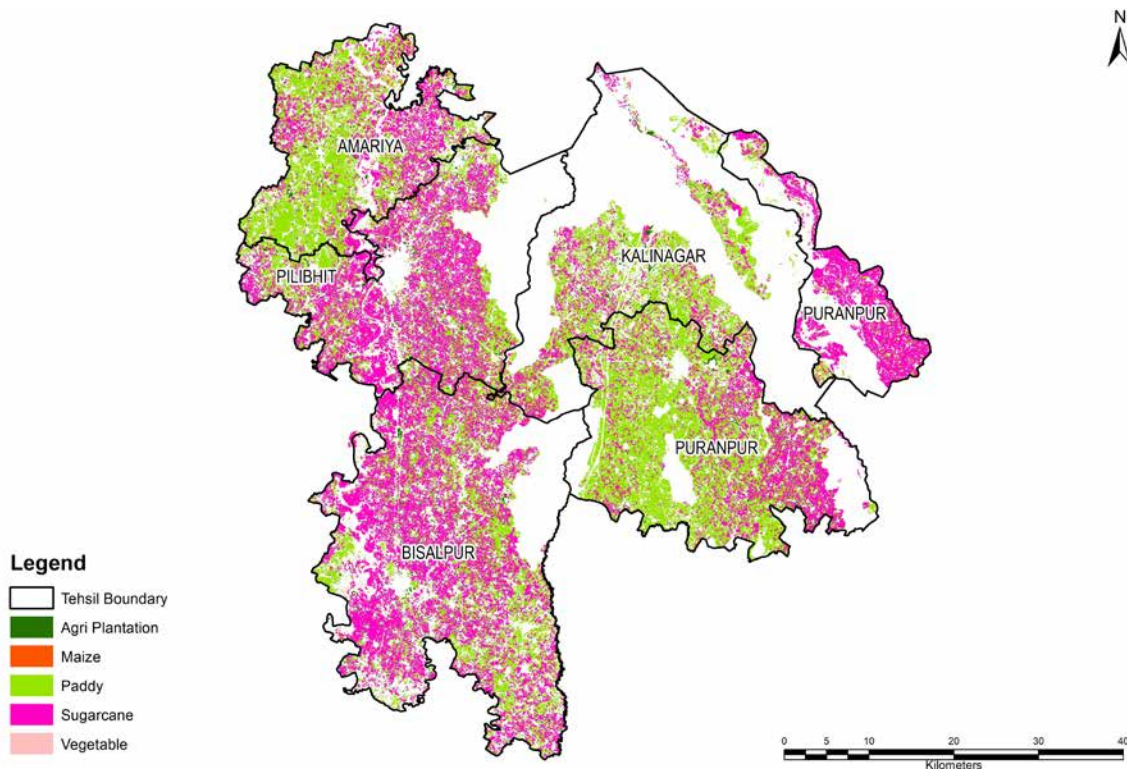 N
AMARIYA
PILIBHIT
KALINAGAR
PURANPUR
PURANPUR
BISALPUR
Legend
Tehsil Boundary
Agri Plantation
Maize
Paddy
Sugarcane
Vegetable
0 5 10 20 30 40
Kilometers